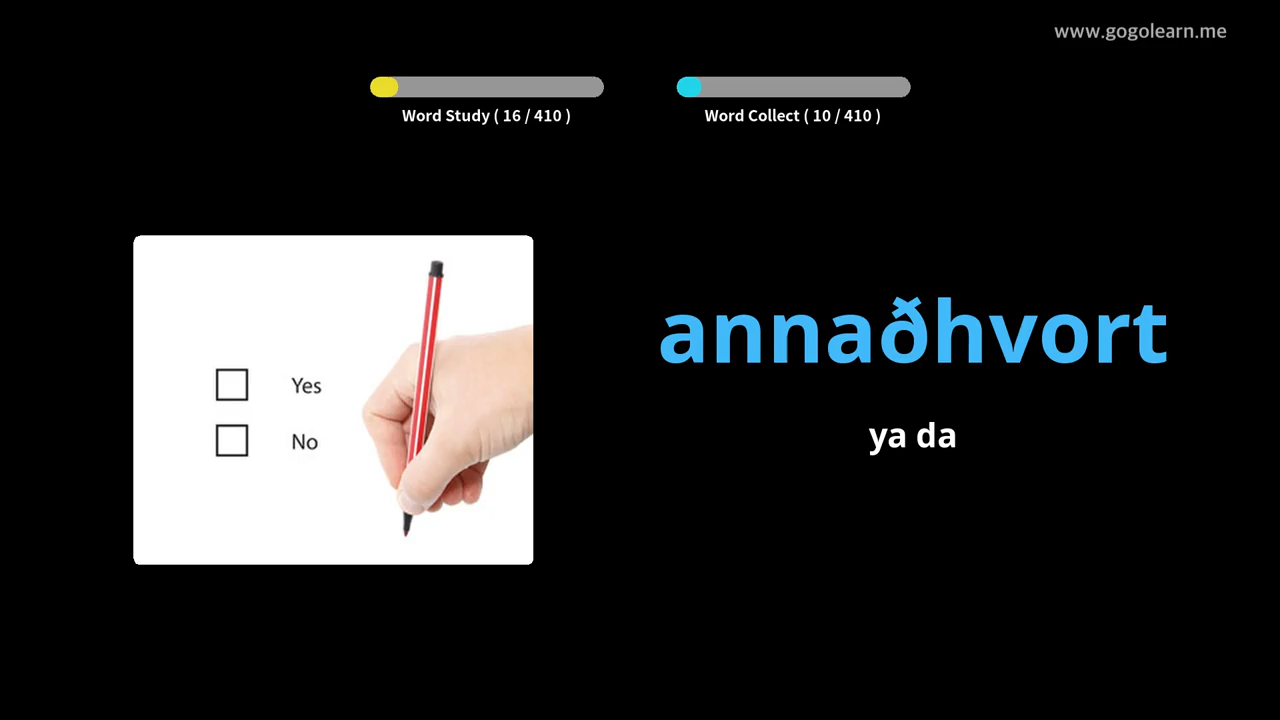 www.gogolearn.me
Word Study ( 16 / 410 )
Word Collect ( 10 / 410 )
Yes
No
annaðhvort
ya da